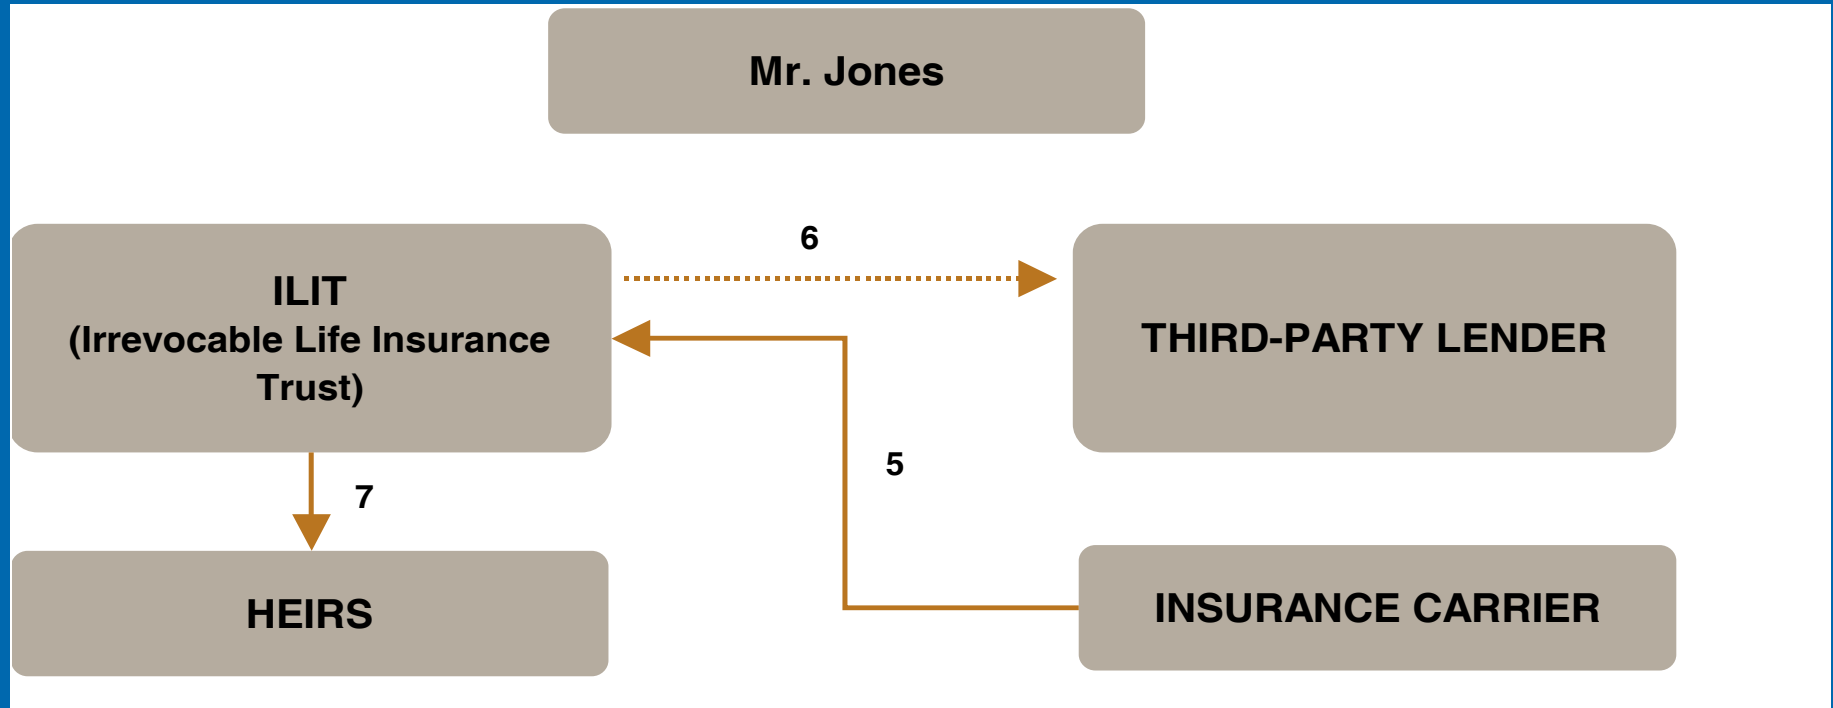 Mr. Jones
6
ILIT
(Irrevocable Life Insurance
Trust)
THIRD-PARTY LENDER
5
7
HEIRS
INSURANCE CARRIER